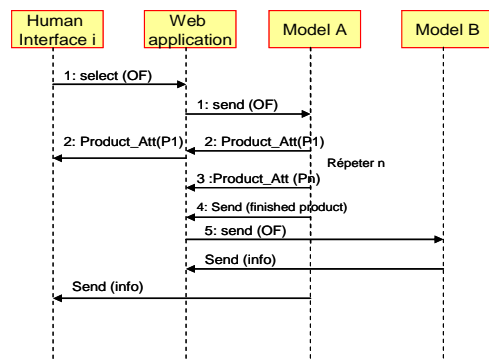 Human
Interface i
Web
application
Model A
Model B
1: select (OF)
1: send (OF)
2: Product_Att(P1)
2: Product_Att(P1)
Répeter n
3 :Product_Att (Pn)
4: Send (finished product)
5: send (OF)
Send (info)
Send (info)